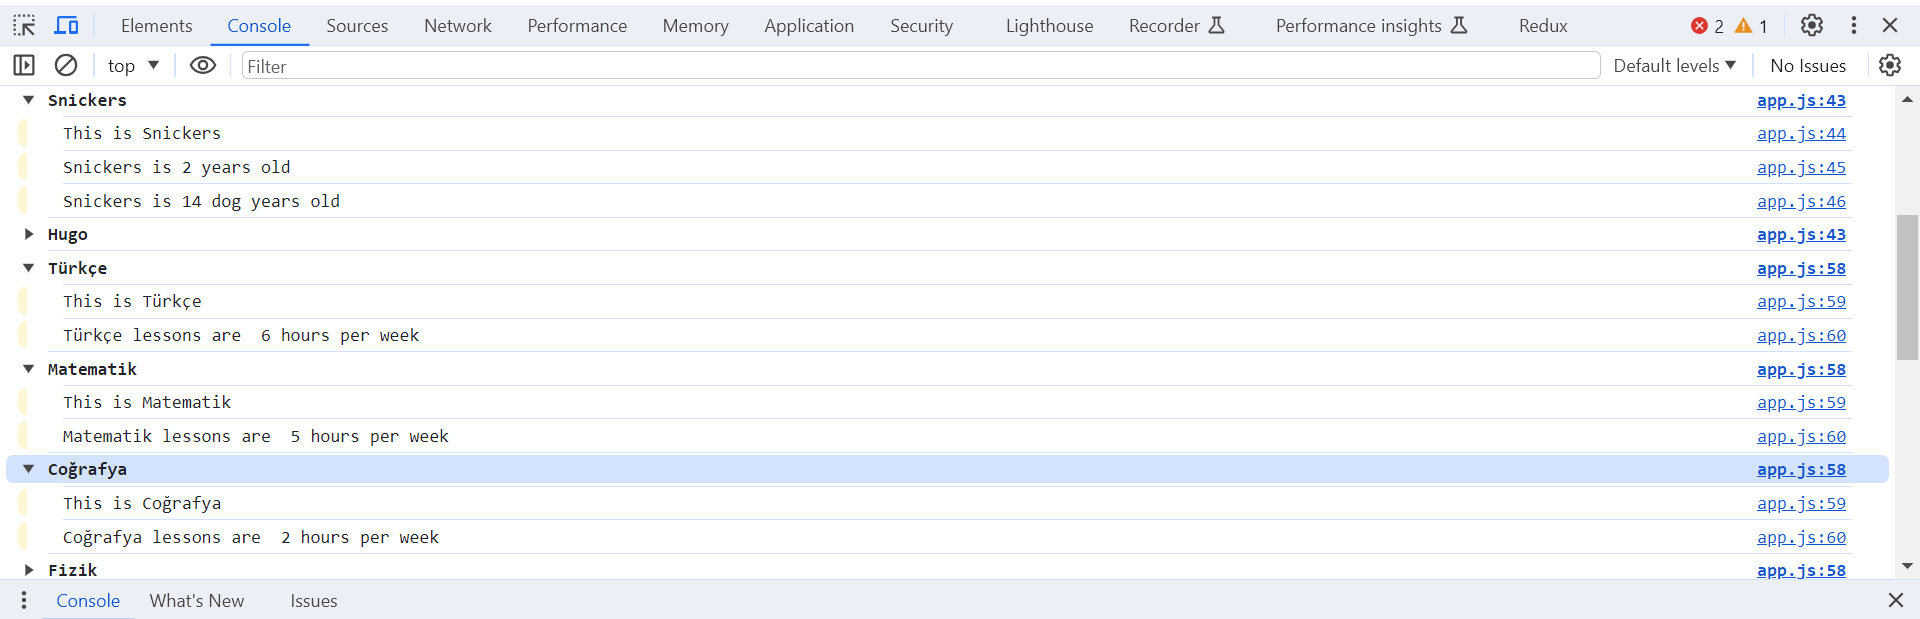 Elements Console Sources Network Performance Memory Application Security Lighthouse Recorder Performance insights Redux 2 1
top Filter Default levels No Issues
Snickers app.js:43
This is Snickers app.js:44
Snickers is 2 years old app.js:45
Snickers is 14 dog years old app.js:46
Hugo app.js:43
Türkçe app.js:58
This is Türkçe app.js:59
Türkçe lessons are  6 hours per week app.js:60
Matematik app.js:58
This is Matematik app.js:59
Matematik lessons are  5 hours per week app.js:60
Coğrafya app.js:58
This is Coğrafya app.js:59
Coğrafya lessons are  2 hours per week app.js:60
Fizik app.js:58
Console What's New Issues